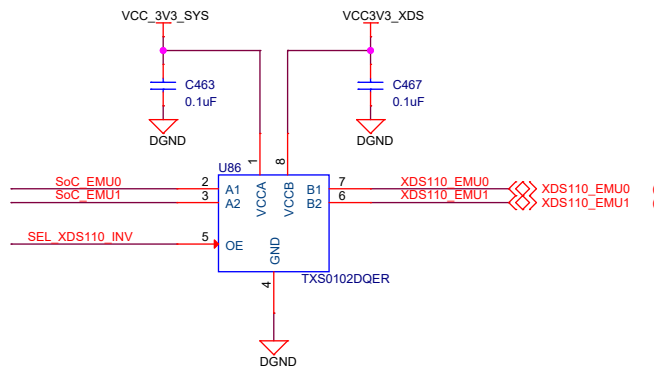 VCC_3V3_SYS
VCC3V3_XDS
C463
0.1uF
C467
0.1uF
DGND
DGND
U86
1
8
VCCA
VCCB
SoC_EMU0
2
A1
B1
7
XDS110_EMU0
XDS110_EMU0
SoC_EMU1
3
A2
B2
6
XDS110_EMU1
XDS110_EMU1
SEL_XDS110_INV
5
OE
GND
4
TXS0102DQER
DGND